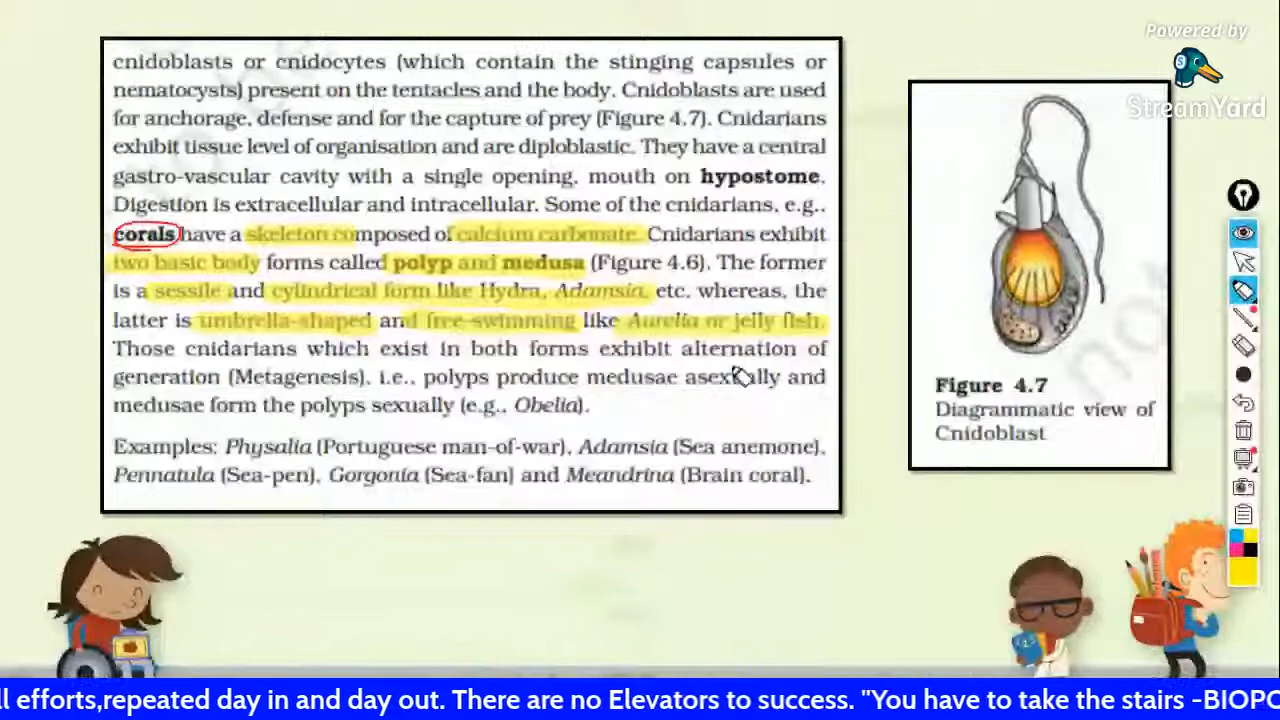 cnidoblasts or cnidocytes (which contain the stinging capsules or
nematocysts) present on the tentacles and the body. Cnidoblasts are used
for anchorage, defense and for the capture of prey (Figure 4.7). Cnidarians
exhibit tissue level of organisation and are diploblastic. They have a central
gastro-vascular cavity with a single opening, mouth on hypostome.
Digestion is extracellular and intracellular. Some of the cnidarians, e.g.,
corals have a skeleton composed of calcium carbonate. Cnidarians exhibit
two basic body forms called polyp and medusa (Figure 4.6). The former
is a sessile and cylindrical form like Hydra, Adamsia, etc. whereas, the
latter is umbrella-shaped and free-swimming like Aurelia or jelly fish.
Those cnidarians which exist in both forms exhibit alternation of
generation (Metagenesis), i.e., polyps produce medusae asexually and
medusae form the polyps sexually (e.g., Obelia).
Examples: Physalia (Portuguese man-of-war), Adamsia (Sea anemone),
Pennatula (Sea-pen), Gorgonia (Sea-fan) and Meandrina (Brain coral).
Figure 4.7
Diagrammatic view of
Cnidoblast
Powered by
StreamYard
ll efforts,repeated day in and day out. There are no Elevators to success. "You have to take the stairs -BIOPO